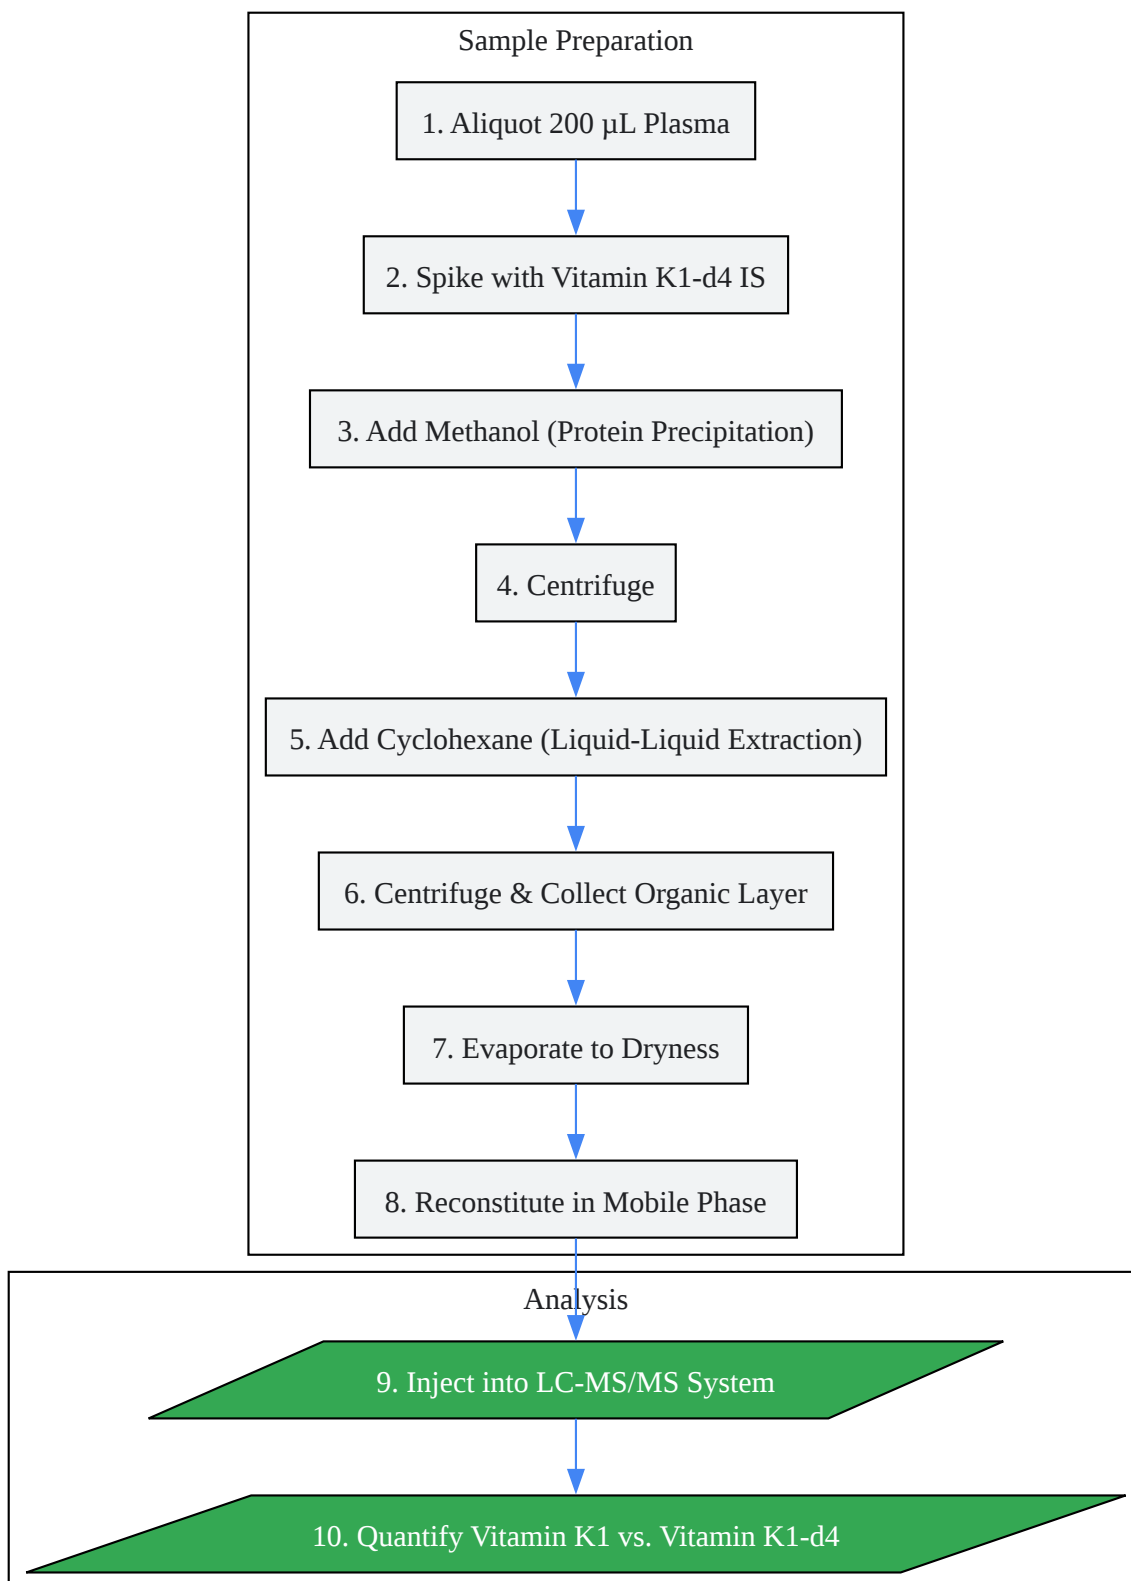 Sample Preparation
1. Aliquot 200 µL Plasma
2. Spike with Vitamin K1-d4 IS
3. Add Methanol (Protein Precipitation)
4. Centrifuge
5. Add Cyclohexane (Liquid-Liquid Extraction)
6. Centrifuge & Collect Organic Layer
7. Evaporate to Dryness
8. Reconstitute in Mobile Phase
Analysis
9. Inject into LC-MS/MS System
10. Quantify Vitamin K1 vs. Vitamin K1-d4